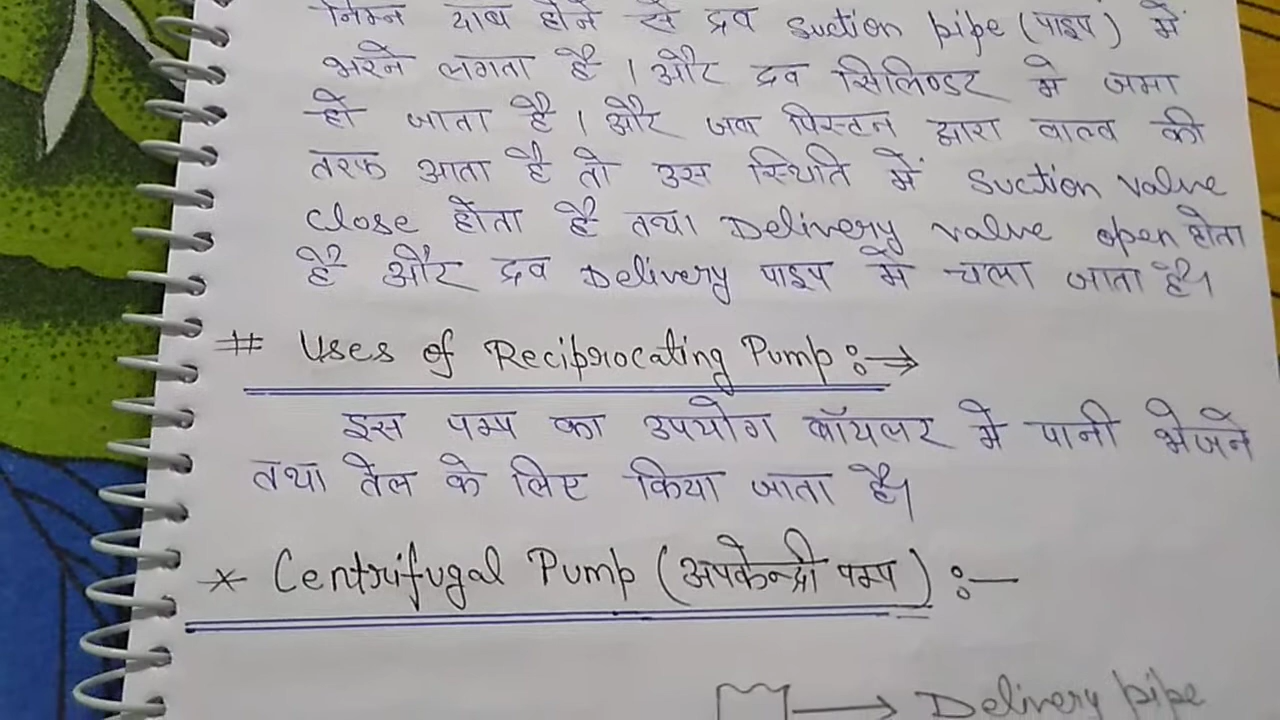 निम्न याब होने से द्रव suction pipe (पाइप) में
भरने लगता है । और द्रव सिलिण्डर मे जमा
हो जाता है । और जब पिस्टन द्वारा वाल्व की
तरफ आता है तो उस स्थिति में suction valve
close होता है तथा Delivery valve open होता
है और द्रव Delivery पाइप में चला जाता है।
# Uses of Reciprocating Pump :→
इस पम्प का उपयोग बॉयलर में पानी भेजने
तथा तेल के लिए किया जाता है।
* Centrifugal Pump (अपकेन्द्री पम्प) :—
→ Delivery pipe